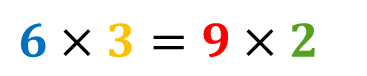 6 × 3 = 9 × 2